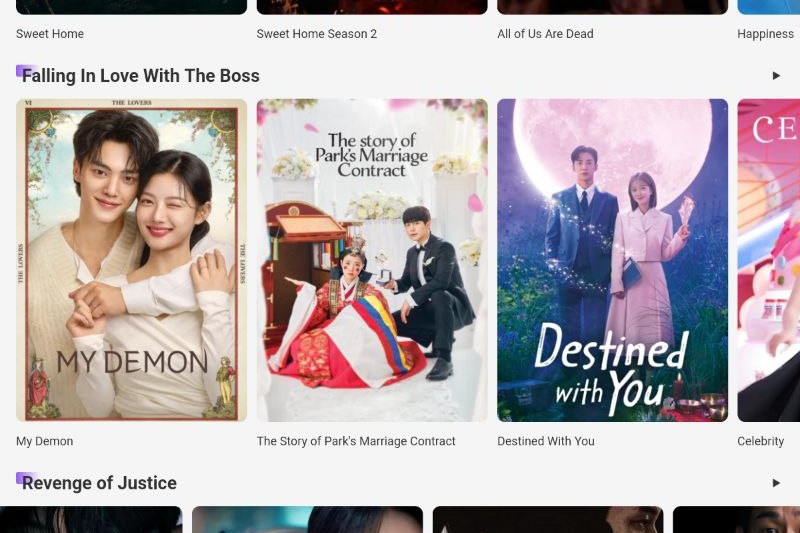 Sweet Home
Sweet Home Season 2
All of Us Are Dead
Happiness
Falling In Love With The Boss
VI
THE LOVERS
THE LOVERS
THE LOVERS
MY DEMON
The story of
Park's Marriage
Contract
Destined
with You
CE
My Demon
The Story of Park's Marriage Contract
Destined With You
Celebrity
Revenge of Justice